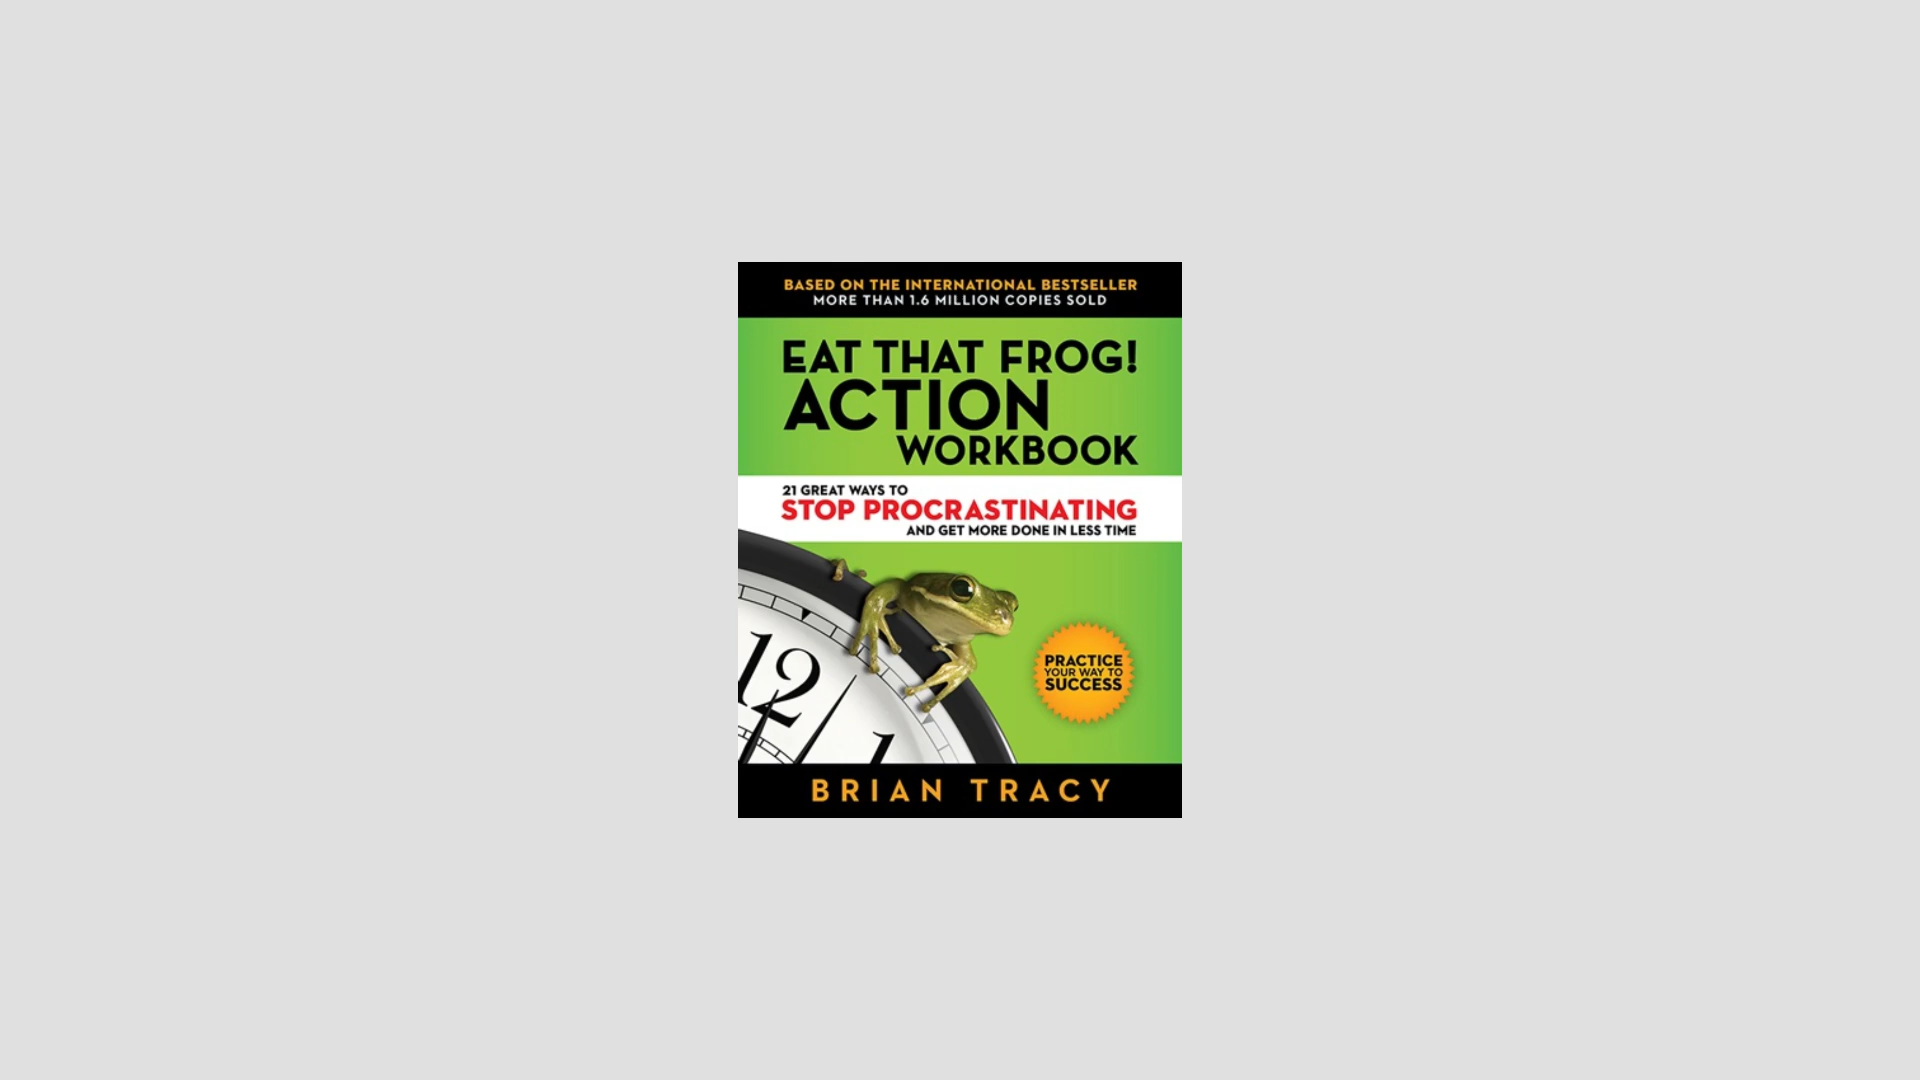 BASED ON THE INTERNATIONAL BESTSELLER
MORE THAN 1.6 MILLION COPIES SOLD
EAT THAT FROG!
ACTION
WORKBOOK
21 GREAT WAYS TO
STOP PROCRASTINATING
AND GET MORE DONE IN LESS TIME
12
1
PRACTICE
YOUR WAY TO
SUCCESS
BRIAN TRACY